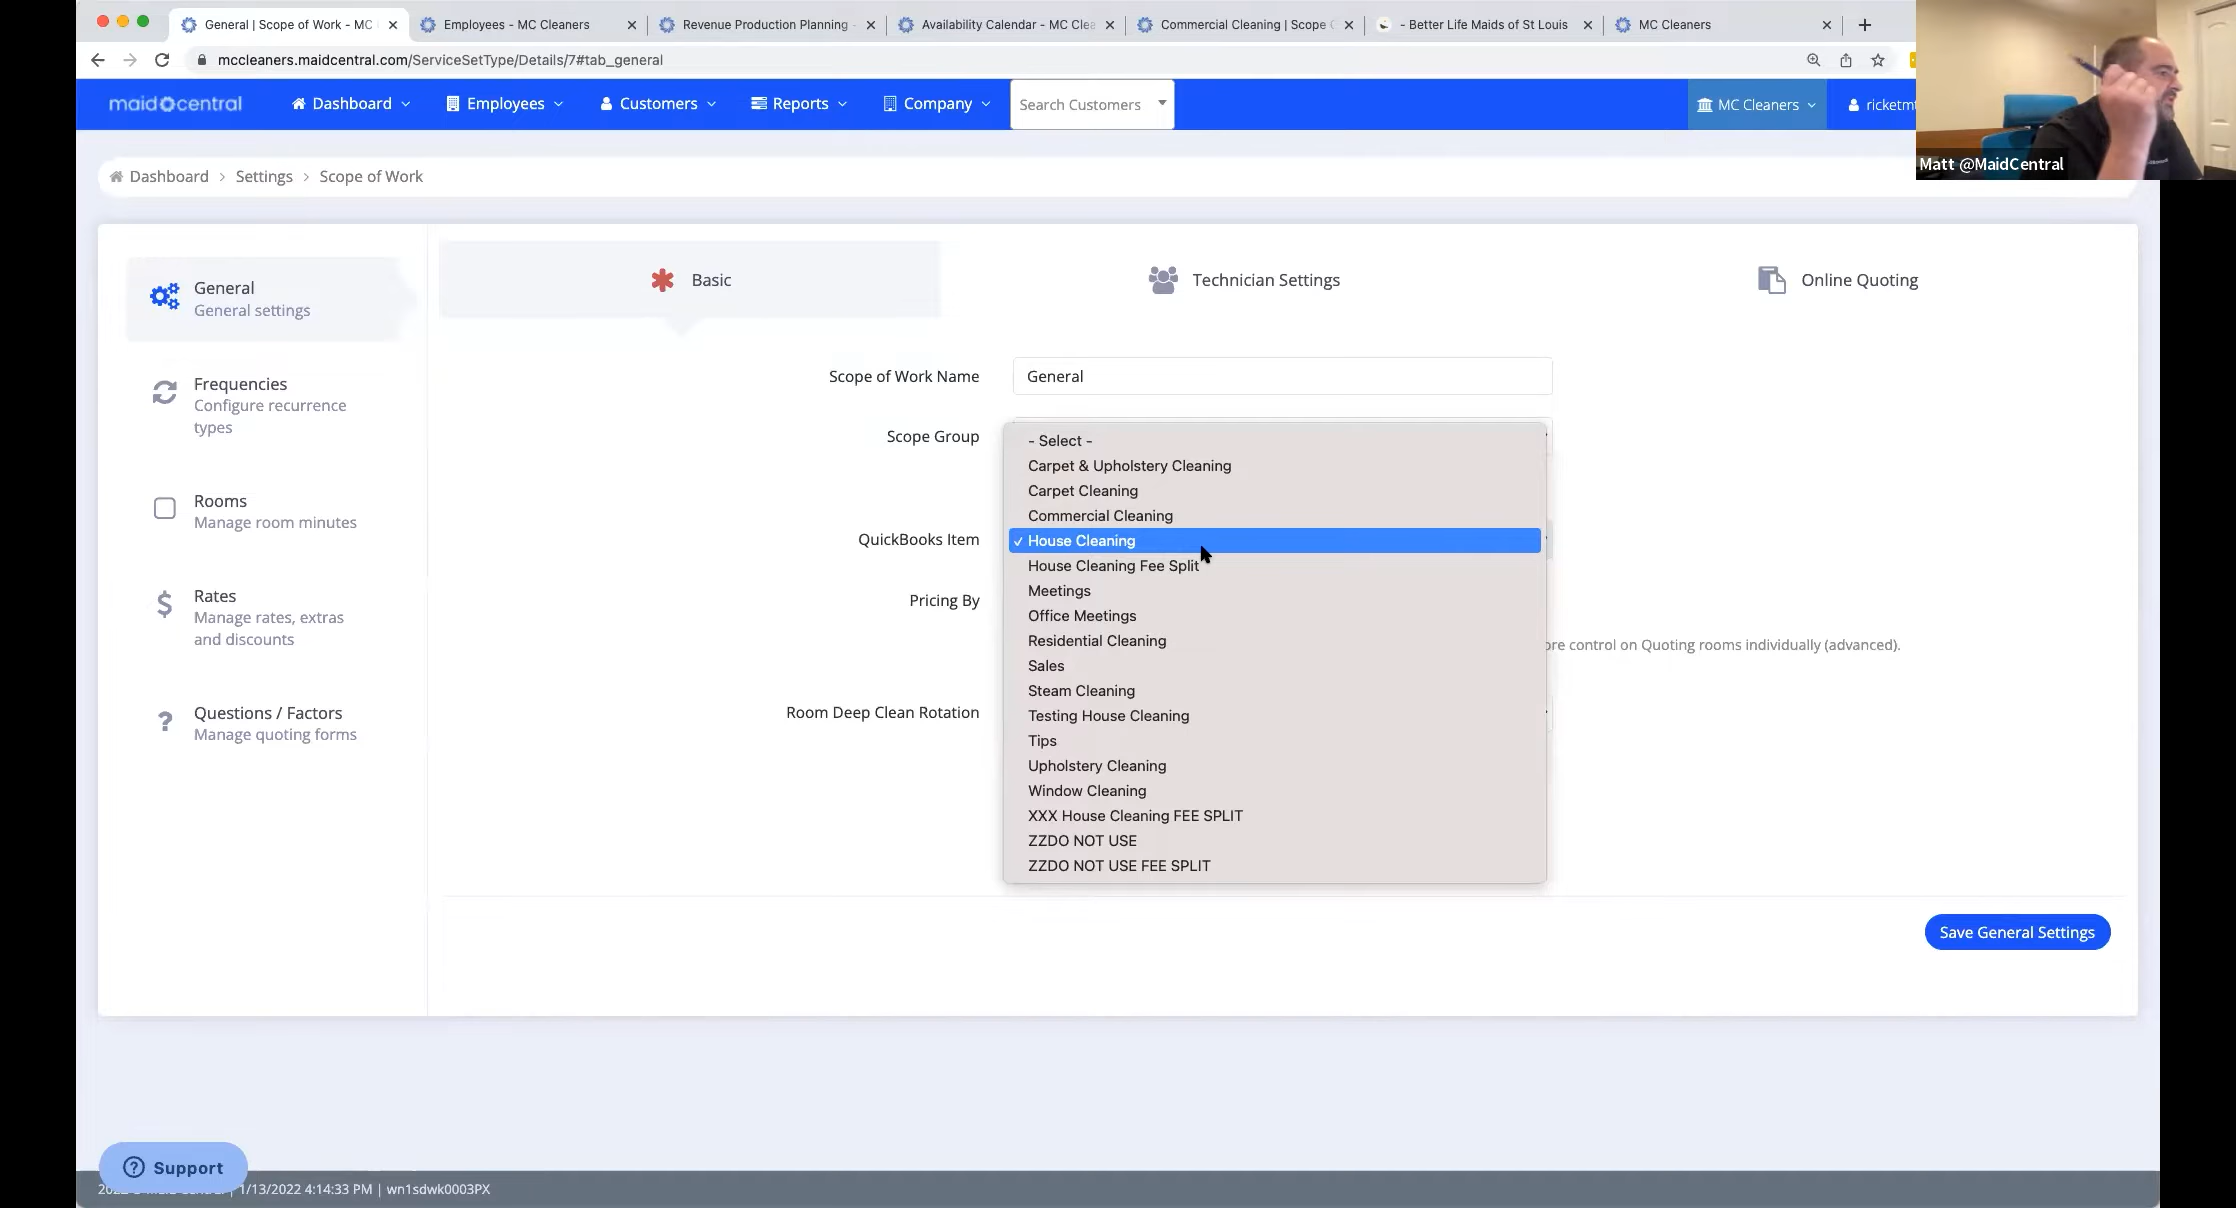 General | Scope of Work - MC
Employees - MC Cleaners
Revenue Production Planning -
Availability Calendar - MC Clea
Commercial Cleaning | Scope O
- Better Life Maids of St Louis
MC Cleaners
mccleaners.maidcentral.com/ServiceSetType/Details/7#tab_general
maidcentral
Dashboard
Employees
Customers
Reports
Company
Search Customers
MC Cleaners
ricketmt
Matt @MaidCentral
Dashboard > Settings > Scope of Work
General
General settings
Frequencies
Configure recurrence
types
Rooms
Manage room minutes
Rates
Manage rates, extras
and discounts
Questions / Factors
Manage quoting forms
Basic
Technician Settings
Online Quoting
Scope of Work Name
General
Scope Group
QuickBooks Item
Pricing By
Room Deep Clean Rotation
- Select -
Carpet & Upholstery Cleaning
Carpet Cleaning
Commercial Cleaning
✓ House Cleaning
House Cleaning Fee Split
Meetings
Office Meetings
Residential Cleaning
Sales
Steam Cleaning
Testing House Cleaning
Tips
Upholstery Cleaning
Window Cleaning
XXX House Cleaning FEE SPLIT
ZZDO NOT USE
ZZDO NOT USE FEE SPLIT
ore control on Quoting rooms individually (advanced).
Save General Settings
Support
1/13/2022 4:14:33 PM | wn1sdwk0003PX